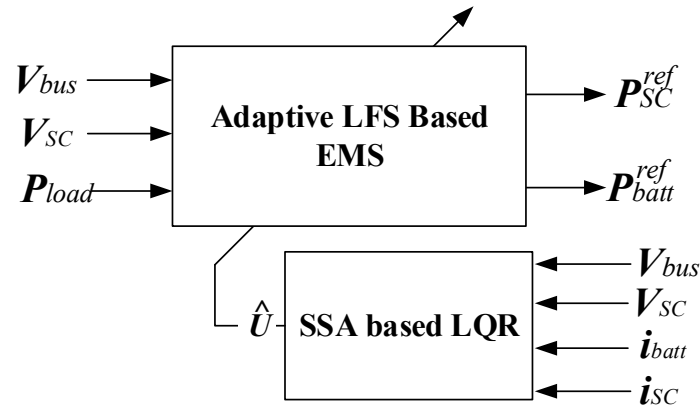 V_bus
V_SC
P_load
Adaptive LFS Based
EMS
P_SC^ref
P_batt^ref
Û
SSA based LQR
V_bus
V_SC
i_batt
i_SC